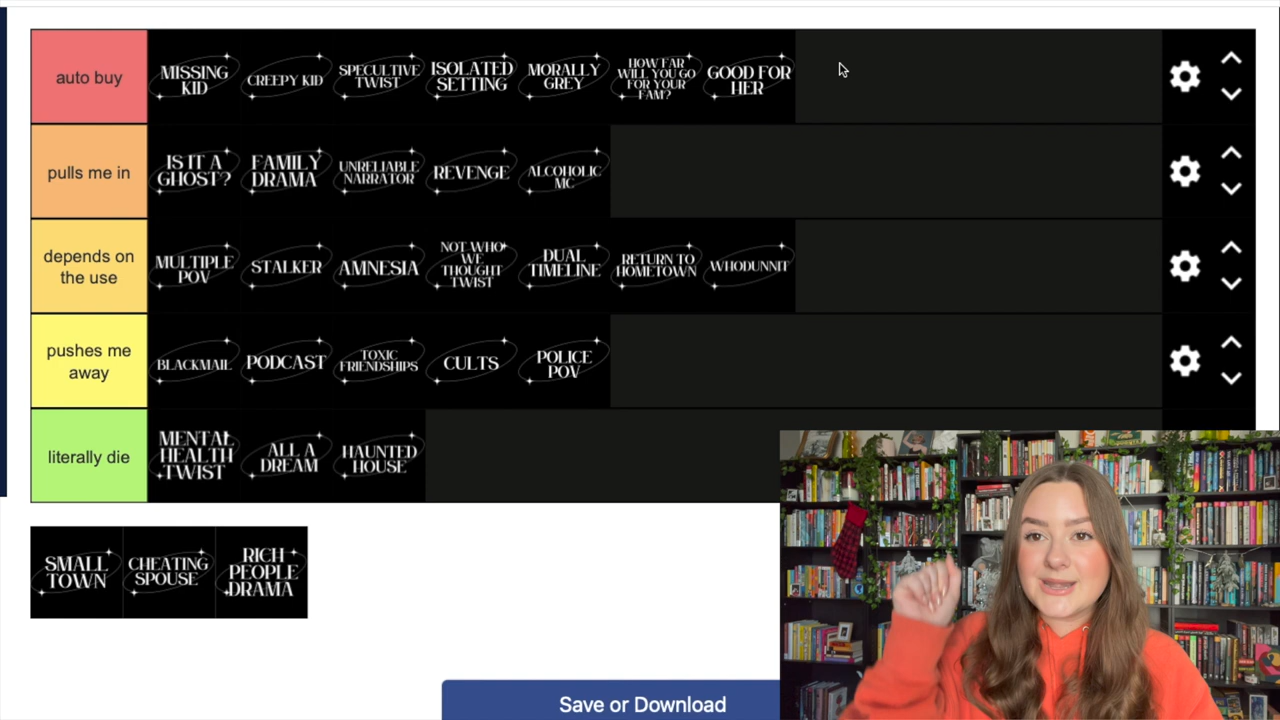 auto buy
MISSING
KID
CREEPY KID
SPECULTIVE
TWIST
ISOLATED
SETTING
MORALLY
GREY
HOW FAR
WILL YOU GO
FOR YOUR
FAM?
GOOD FOR
HER
pulls me in
IS IT A
GHOST?
FAMILY
DRAMA
UNRELIABLE
NARRATOR
REVENGE
ALCOHOLIC
MC
depends on
the use
MULTIPLE
POV
STALKER
AMNESIA
NOT WHO
WE
THOUGHT
TWIST
DUAL
TIMELINE
RETURN TO
HOMETOWN
WHODUNNIT
pushes me
away
BLACKMAIL
PODCAST
TOXIC
FRIENDSHIPS
CULTS
POLICE
POV
literally die
MENTAL
HEALTH
TWIST
ALL A
DREAM
HAUNTED
HOUSE
SMALL
TOWN
CHEATING
SPOUSE
RICH
PEOPLE
DRAMA
Save or Download